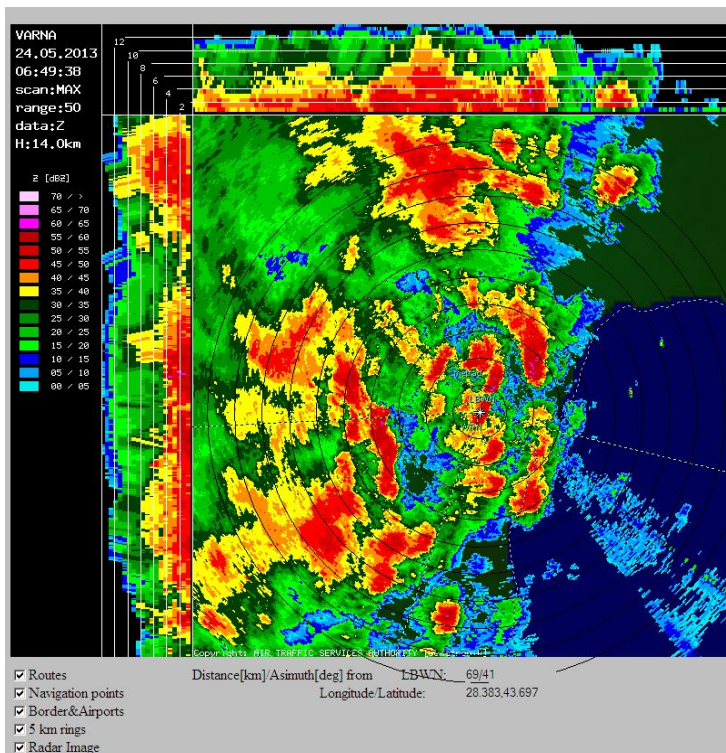 VARNA
24.05.2013
06:49:38
scan:MAX
range:50
data:Z
H:14.0km
12
10
8
6
4
2
Z [dBZ]
70 / >
65 / 70
60 / 65
55 / 60
50 / 55
45 / 50
40 / 45
35 / 40
30 / 35
25 / 30
20 / 25
15 / 20
10 / 15
05 / 10
00 / 05
LBWN
Copyright: AIR TRAFFIC SERVICES AUTHORITY
Routes
Navigation points
Border&Airports
5 km rings
Radar Image
Distance[km]/Asimuth[deg] from LBWN: 69/41
Longitude/Latitude: 28.383,43.697